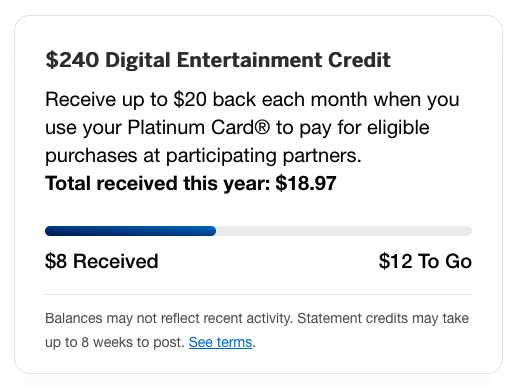 $240 Digital Entertainment Credit
Receive up to $20 back each month when you
use your Platinum Card® to pay for eligible
purchases at participating partners.
Total received this year: $18.97
$8 Received
$12 To Go
Balances may not reflect recent activity. Statement credits may take
up to 8 weeks to post. See terms.